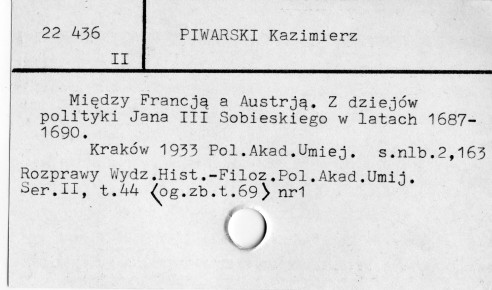 22 436
II
PIWARSKI Kazimierz
Między Francją a Austrją. Z dziejów
polityki Jana III Sobieskiego w latach 1687-
1690.
Kraków 1933 Pol.Akad.Umiej. s.nlb.2,163
Rozprawy Wydz.Hist.-Filoz.Pol.Akad.Umij.
Ser.II, t.44 <og.zb.t.69> nr1